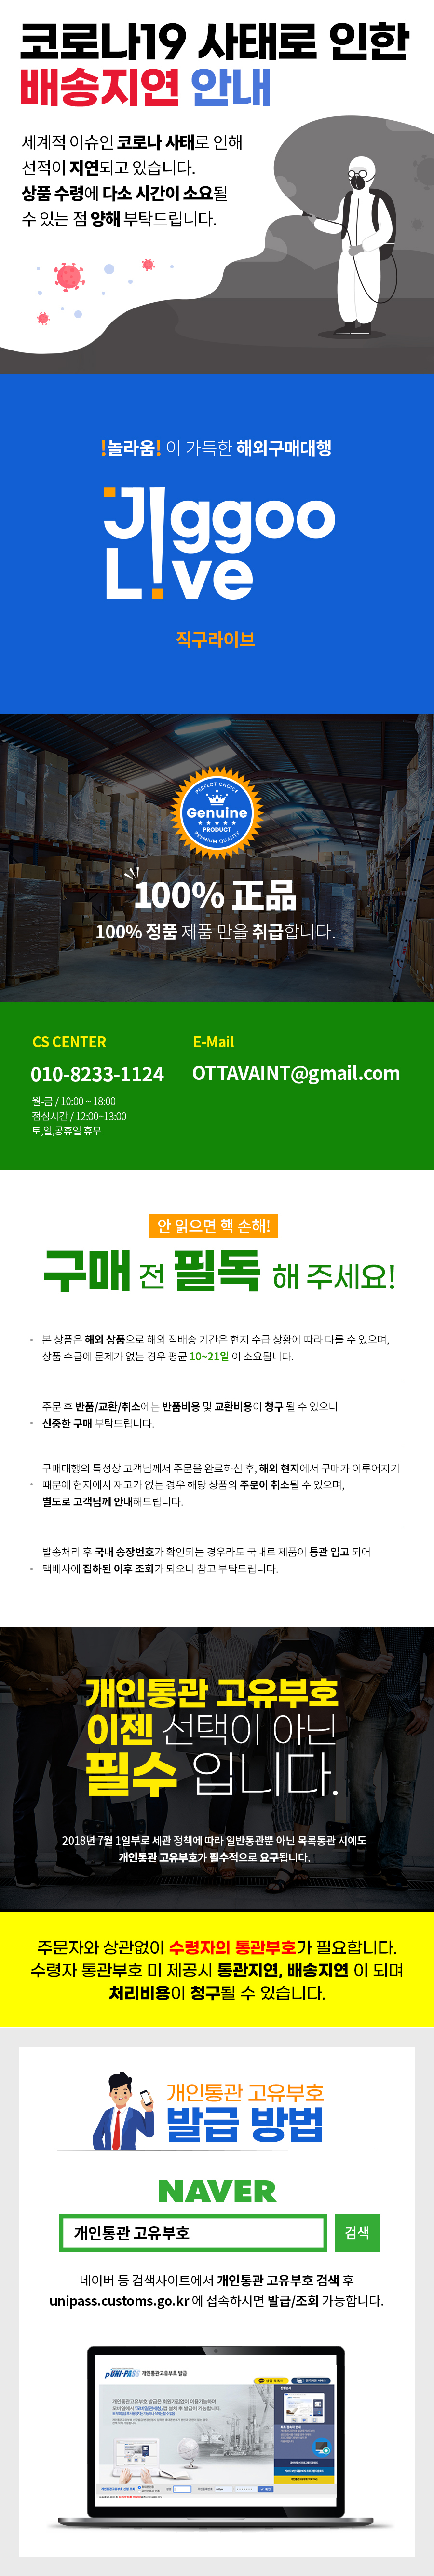 코로나19 사태로 인한
배송지연 안내
세계적 이슈인 코로나 사태로 인해
선적이 지연되고 있습니다.
상품 수령에 다소 시간이 소요될
수 있는 점 양해 부탁드립니다.
!놀라움! 이 가득한 해외구매대행
J!ggoo
L!ve
직구라이브
PERFECT CHOICE
Genuine
PRODUCT
PREMIUM QUALITY
100% 正品
100% 정품 제품 만을 취급합니다.
CS CENTER
010-8233-1124
월-금 / 10:00 ~ 18:00
점심시간 / 12:00~13:00
토,일,공휴일 휴무
E-Mail
OTTAVAINT@gmail.com
안 읽으면 핵 손해!
구매 전 필독 해 주세요!
본 상품은 해외 상품으로 해외 직배송 기간은 현지 수급 상황에 따라 다를 수 있으며,
상품 수급에 문제가 없는 경우 평균 10~21일 이 소요됩니다.
주문 후 반품/교환/취소에는 반품비용 및 교환비용이 청구 될 수 있으니
신중한 구매 부탁드립니다.
구매대행의 특성상 고객님께서 주문을 완료하신 후, 해외 현지에서 구매가 이루어지기
때문에 현지에서 재고가 없는 경우 해당 상품의 주문이 취소될 수 있으며,
별도로 고객님께 안내해드립니다.
발송처리 후 국내 송장번호가 확인되는 경우라도 국내로 제품이 통관 입고 되어
택배사에 집하된 이후 조회가 되오니 참고 부탁드립니다.
개인통관 고유부호
이젠 선택이 아닌
필수 입니다.
2018년 7월 1일부로 세관 정책에 따라 일반통관뿐 아닌 목록통관 시에도
개인통관 고유부호가 필수적으로 요구됩니다.
주문자와 상관없이 수령자의 통관부호가 필요합니다.
수령자 통관부호 미 제공시 통관지연, 배송지연 이 되며
처리비용이 청구될 수 있습니다.
개인통관 고유부호
발급 방법
NAVER
개인통관 고유부호
검색
네이버 등 검색사이트에서 개인통관 고유부호 검색 후
unipass.customs.go.kr 에 접속하시면 발급/조회 가능합니다.
UNI-PASS 개인통관고유부호 발급
개인통관고유부호 발급은 회원가입없이 이용가능하며